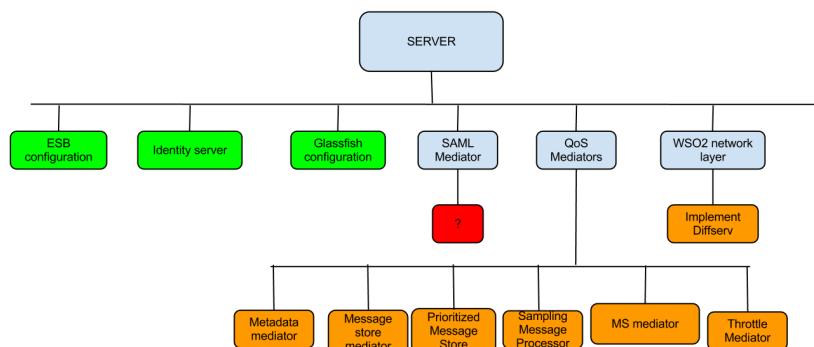 SERVER
ESB
configuration
Identity server
Glassfish
configuration
SAML
Mediator
QoS
Mediators
WSO2 network
layer
?
Implement
Diffserv
Metadata
mediator
Message
store
mediator
Prioritized
Message
Store
Sampling
Message
Processor
MS mediator
Throttle
Mediator